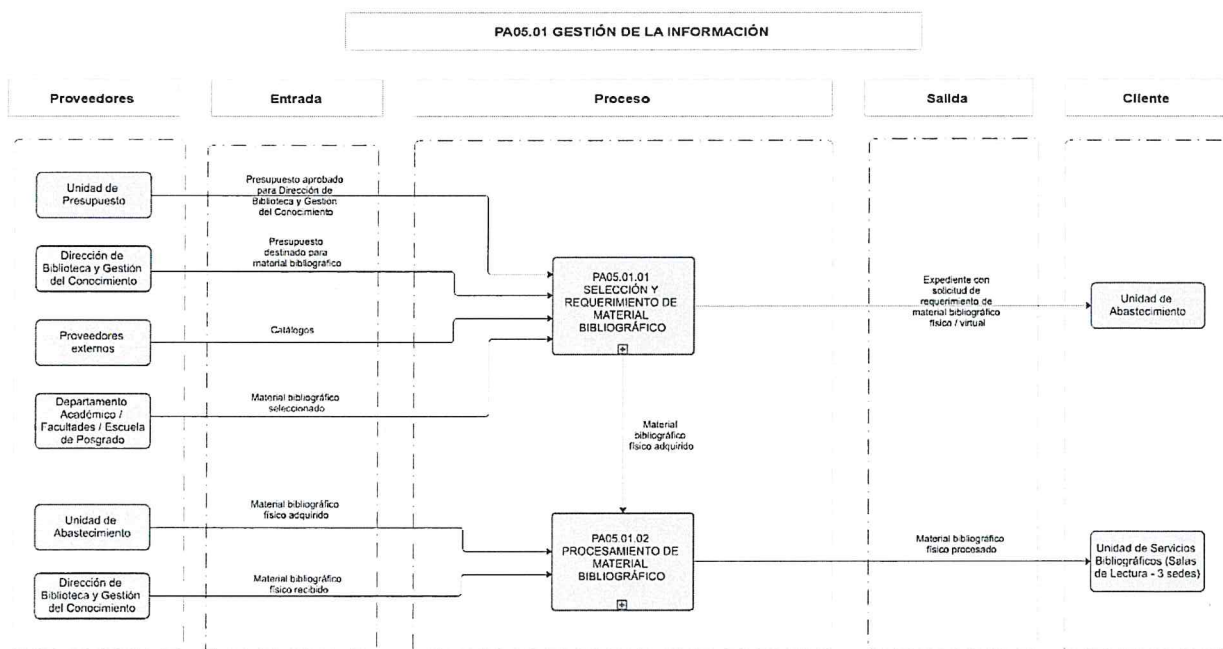 PA05.01 GESTIÓN DE LA INFORMACIÓN
Proveedores
Entrada
Proceso
Salida
Cliente
Unidad de
Presupuesto
Presupuesto aprobado
para Dirección de
Biblioteca y Gestión
del Conocimiento
Dirección de
Biblioteca y Gestión
del Conocimiento
Presupuesto
destinado para
material bibliográfico
Proveedores
externos
Catálogos
Departamento
Académico /
Facultades / Escuela
de Posgrado
Material bibliográfico
seleccionado
PA05.01.01
SELECCIÓN Y
REQUERIMIENTO DE
MATERIAL
BIBLIOGRÁFICO
Expediente con
solicitud de
requerimiento de
material bibliográfico
físico / virtual
Unidad de
Abastecimiento
Material
bibliográfico
físico adquirido
Unidad de
Abastecimiento
Material bibliográfico
físico adquirido
Dirección de
Biblioteca y Gestión
del Conocimiento
Material bibliográfico
físico recibido
PA05.01.02
PROCESAMIENTO DE
MATERIAL
BIBLIOGRÁFICO
Material bibliográfico
físico procesado
Unidad de Servicios
Bibliográficos (Salas
de Lectura - 3 sedes)